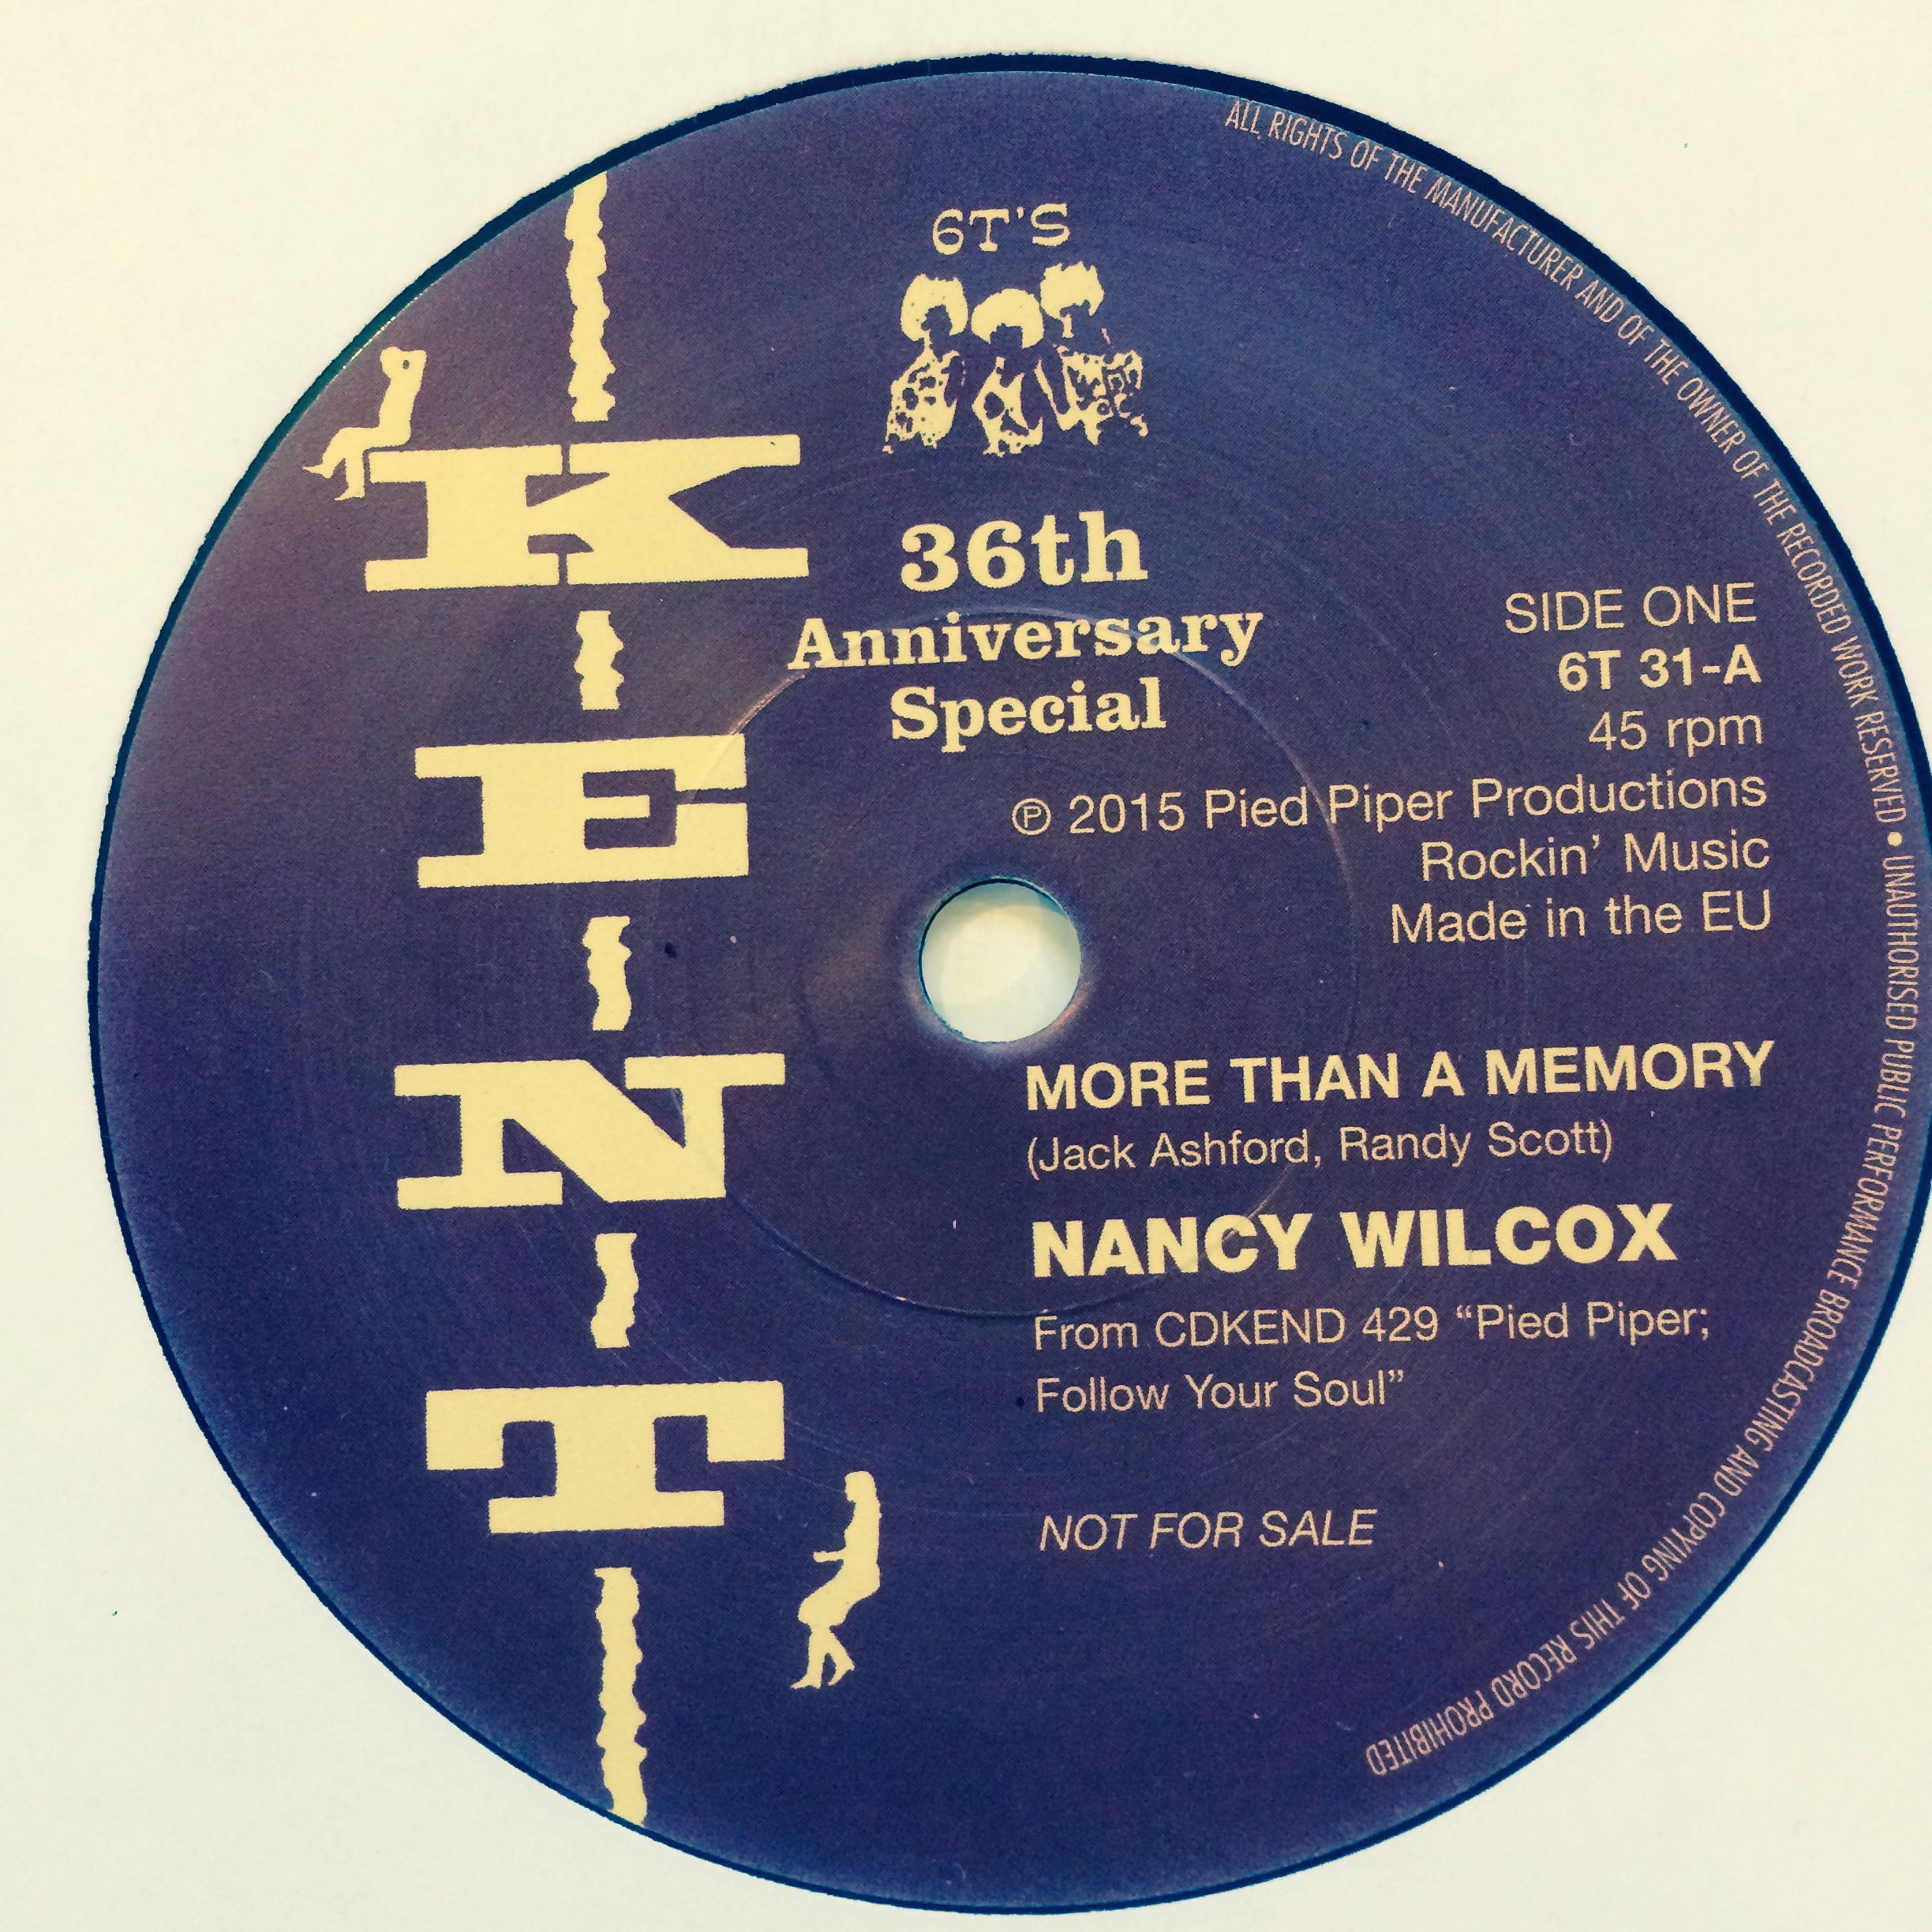 6T'S
KENT
36th
Anniversary
Special
SIDE ONE
6T 31-A
45 rpm
℗ 2015 Pied Piper Productions
Rockin' Music
Made in the EU
MORE THAN A MEMORY
(Jack Ashford, Randy Scott)
NANCY WILCOX
From CDKEND 429 “Pied Piper;
Follow Your Soul”
NOT FOR SALE
ALL RIGHTS OF THE MANUFACTURER AND OF THE OWNER OF THE RECORDED WORK RESERVED • UNAUTHORISED PUBLIC PERFORMANCE BROADCASTING AND COPYING OF THIS RECORD PROHIBITED